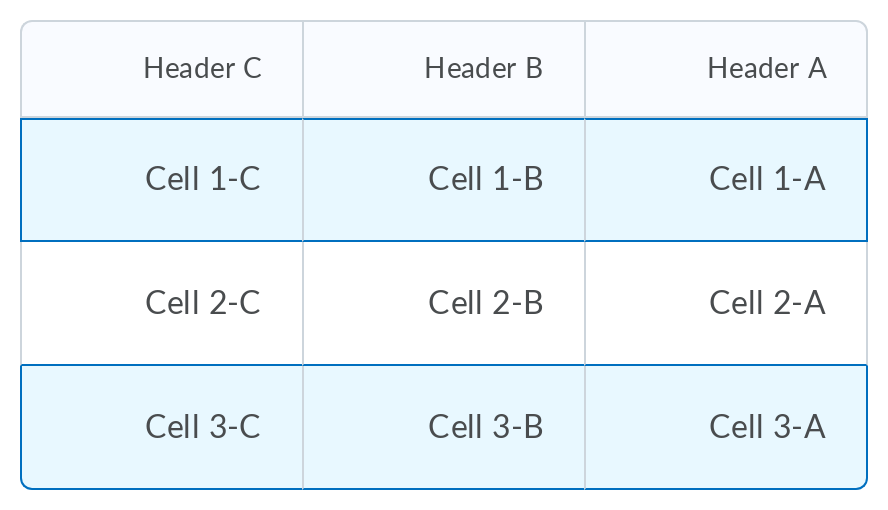 Header C Header B Header A
Cell 1-C Cell 1-B Cell 1-A
Cell 2-C Cell 2-B Cell 2-A
Cell 3-C Cell 3-B Cell 3-A